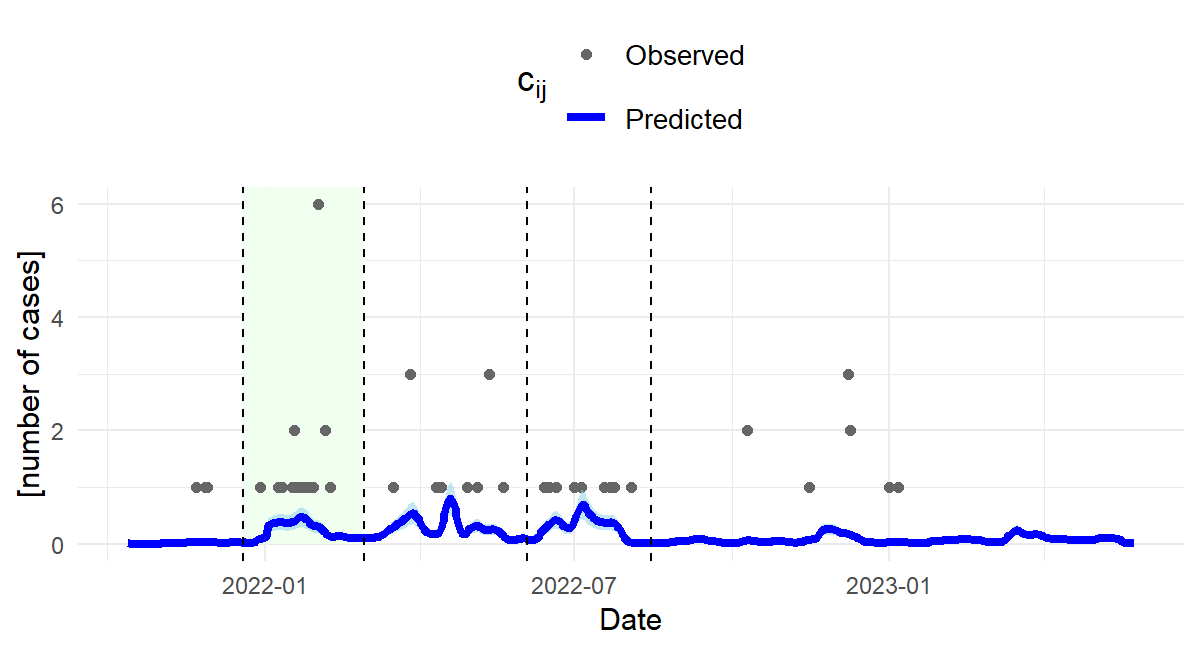 Observed
c_ij
Predicted
6
4
2
0
[number of cases]
2022-01 2022-07 2023-01
Date